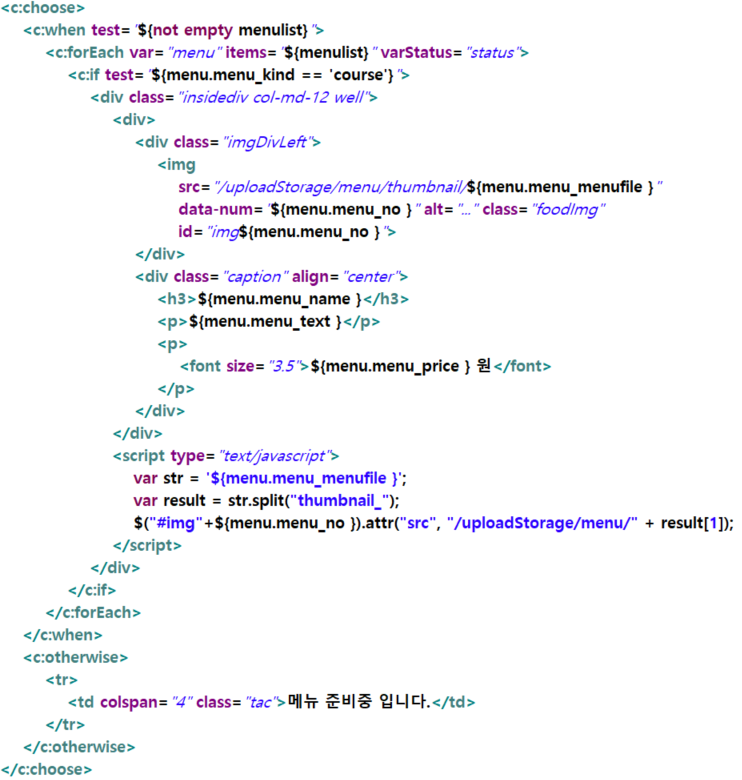 <c:choose>
<c:when test="${not empty menulist}">
<c:forEach var="menu" items="${menulist}" varStatus="status">
<c:if test="${menu.menu_kind == 'course'}">
<div class="insidediv col-md-12 well">
<div>
<div class="imgDivLeft">
<img
src="/uploadStorage/menu/thumbnail/${menu.menu_menufile }"
data-num="${menu.menu_no }" alt="..." class="foodImg"
id="img${menu.menu_no }">
</div>
<div class="caption" align="center">
<h3>${menu.menu_name }</h3>
<p>${menu.menu_text }</p>
<p>
<font size="3.5">${menu.menu_price } 원</font>
</p>
</div>
</div>
<script type="text/javascript">
var str = '${menu.menu_menufile }';
var result = str.split("thumbnail_");
$("#img"+${menu.menu_no }).attr("src", "/uploadStorage/menu/" + result[1]);
</script>
</div>
</c:if>
</c:forEach>
</c:when>
<c:otherwise>
<tr>
<td colspan="4" class="tac">메뉴 준비중 입니다.</td>
</tr>
</c:otherwise>
</c:choose>